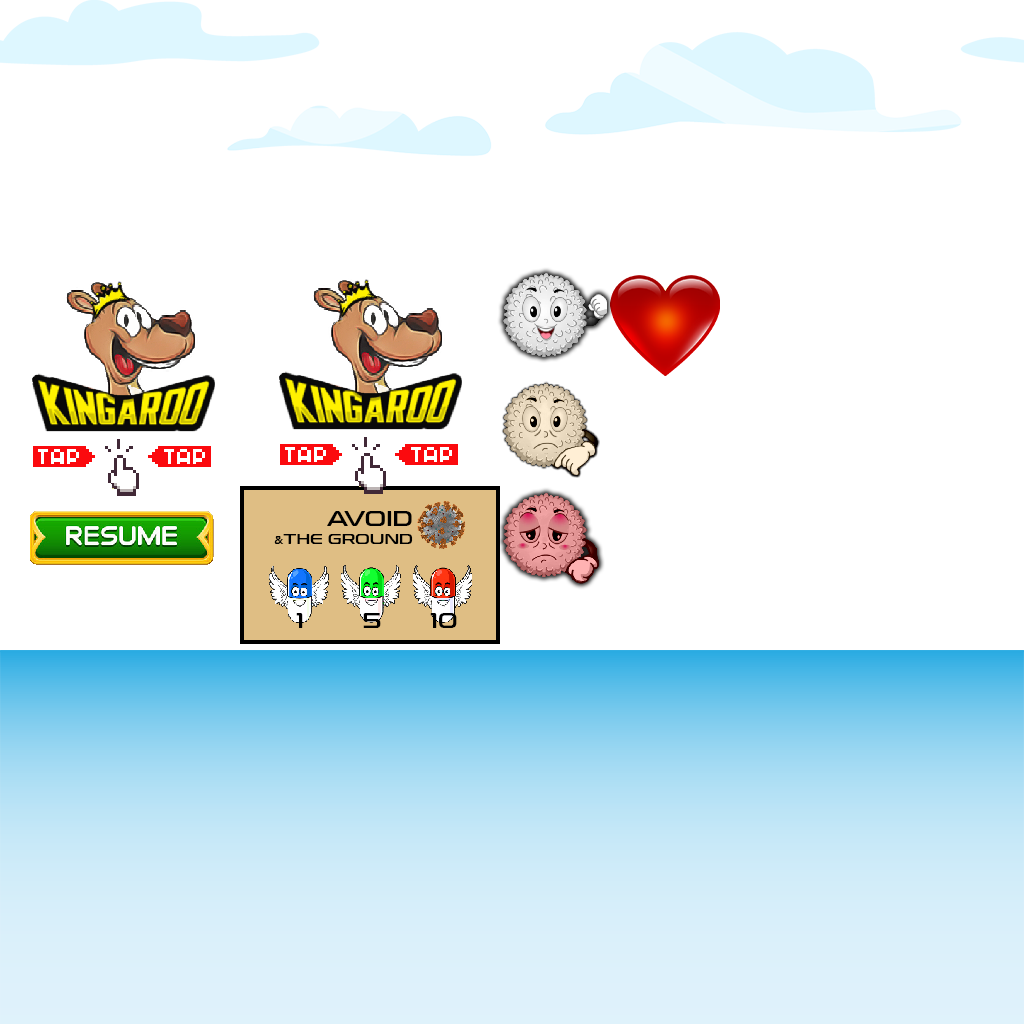 KINGAROO
TAP TAP
RESUME
KINGAROO
TAP TAP
AVOID
&THE GROUND
1 5 10